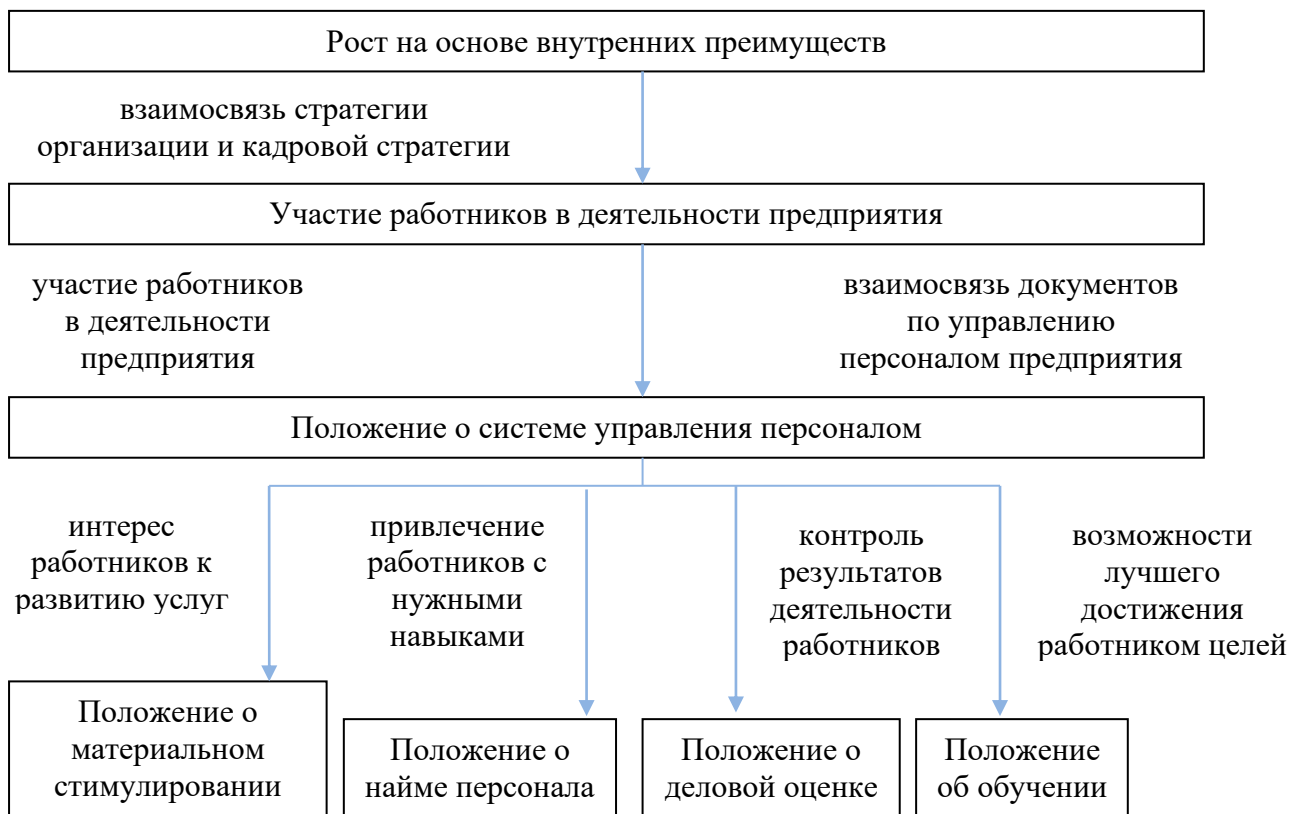 Рост на основе внутренних преимуществ
взаимосвязь стратегии
организации и кадровой стратегии
Участие работников в деятельности предприятия
участие работников
в деятельности
предприятия
взаимосвязь документов
по управлению
персоналом предприятия
Положение о системе управления персоналом
интерес
работников к
развитию услуг
привлечение
работников с
нужными
навыками
контроль
результатов
деятельности
работников
возможности
лучшего
достижения
работником целей
Положение о
материальном
стимулировании
Положение о
найме персонала
Положение о
деловой оценке
Положение
об обучении